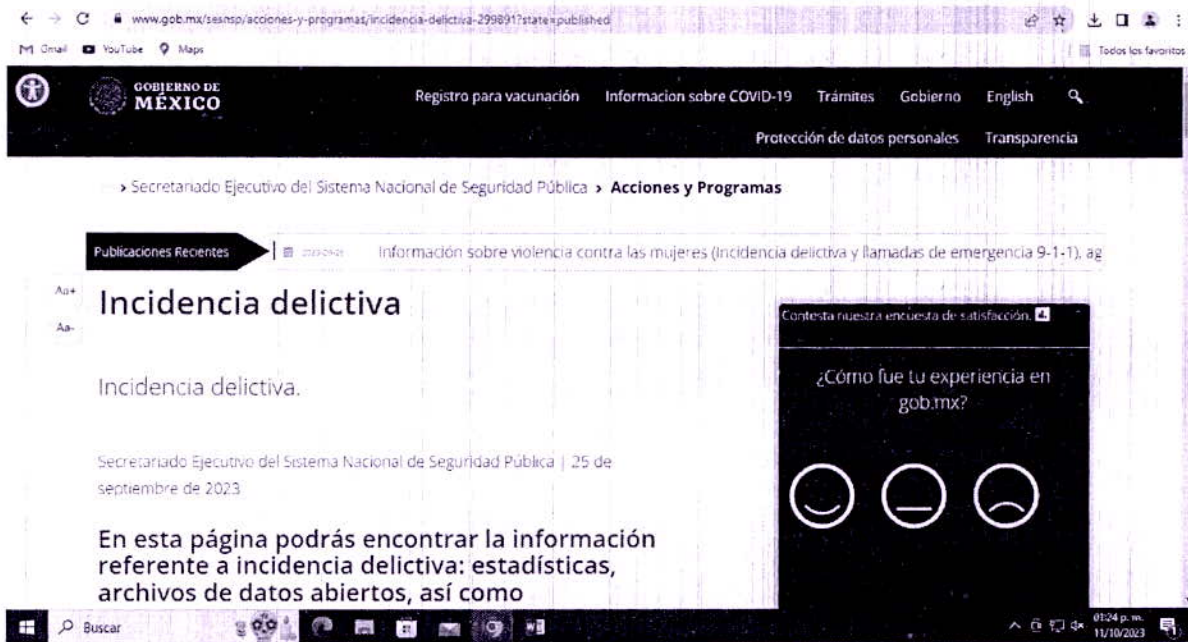 www.gob.mx/sesnsp/acciones-y-programas/incidencia-delictiva-299891?state=published
Gmail YouTube Maps Todos los favoritos
GOBIERNO DE
MÉXICO
Registro para vacunación Informacion sobre COVID-19 Trámites Gobierno English
Protección de datos personales Transparencia
> Secretariado Ejecutivo del Sistema Nacional de Seguridad Pública > Acciones y Programas
Publicaciones Recientes Información sobre violencia contra las mujeres (Incidencia delictiva y llamadas de emergencia 9-1-1), ag
Aa+
Aa-
Incidencia delictiva
Incidencia delictiva.
Secretariado Ejecutivo del Sistema Nacional de Seguridad Pública | 25 de
septiembre de 2023
En esta página podrás encontrar la información
referente a incidencia delictiva: estadísticas,
archivos de datos abiertos, así como
Contesta nuestra encuesta de satisfacción.
¿Cómo fue tu experiencia en
gob.mx?
Buscar
01:24 p. m.
11/10/2023